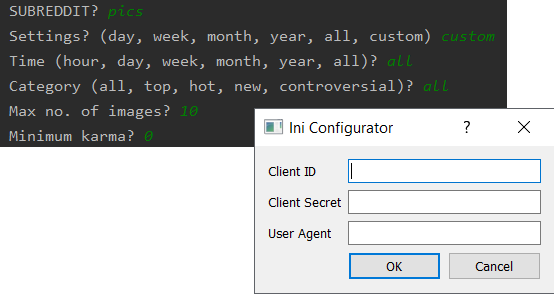 SUBREDDIT? pics
Settings? (day, week, month, year, all, custom) custom
Time (hour, day, week, month, year, all)? all
Category (all, top, hot, new, controversial)? all
Max no. of images? 10
Minimum karma? 0
Ini Configurator ?
Client ID
Client Secret
User Agent
OK Cancel